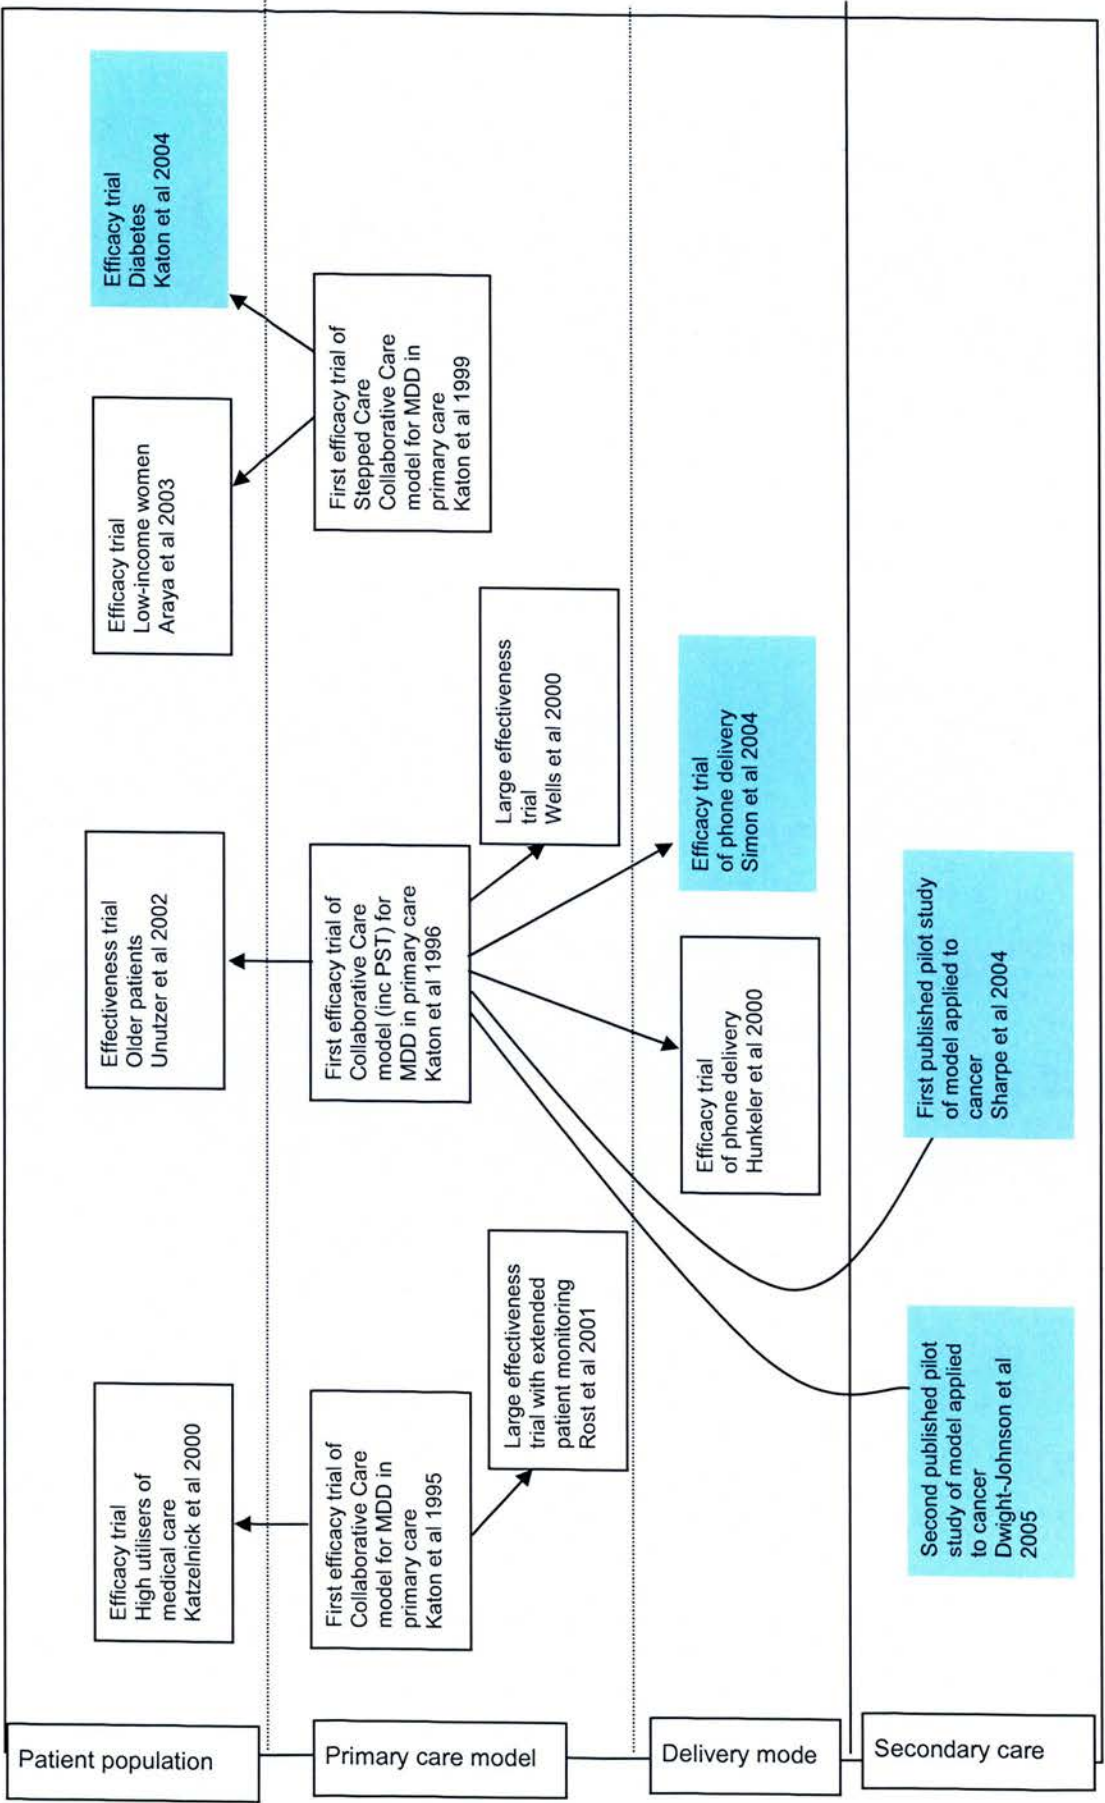 Patient population
Efficacy trial
High utilisers of
medical care
Katzelnick et al 2000
Effectiveness trial
Older patients
Unutzer et al 2002
Efficacy trial
Low-income women
Araya et al 2003
Efficacy trial
Diabetes
Katon et al 2004
Primary care model
First efficacy trial of
Collaborative Care
model for MDD in
primary care
Katon et al 1995
Large effectiveness
trial with extended
patient monitoring
Rost et al 2001
First efficacy trial of
Collaborative Care
model (inc PST) for
MDD in primary care
Katon et al 1996
Large effectiveness
trial
Wells et al 2000
First efficacy trial of
Stepped Care
Collaborative Care
model for MDD in
primary care
Katon et al 1999
Delivery mode
Efficacy trial
of phone delivery
Hunkeler et al 2000
Efficacy trial
of phone delivery
Simon et al 2004
Secondary care
Second published pilot
study of model applied
to cancer
Dwight-Johnson et al
2005
First published pilot study
of model applied to
cancer
Sharpe et al 2004